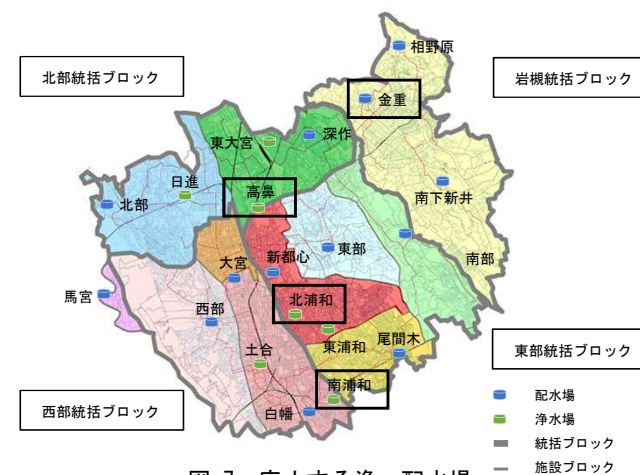 相野原
北部統括ブロック
岩槻統括ブロック
金重
東大宮
深作
日進
高鼻
南下新井
北部
東部
南部
大宮
新都心
馬宮
北浦和
西部
尾間木
東浦和
土合
東部統括ブロック
南浦和
配水場
西部統括ブロック
白幡
浄水場
統括ブロック
施設ブロック